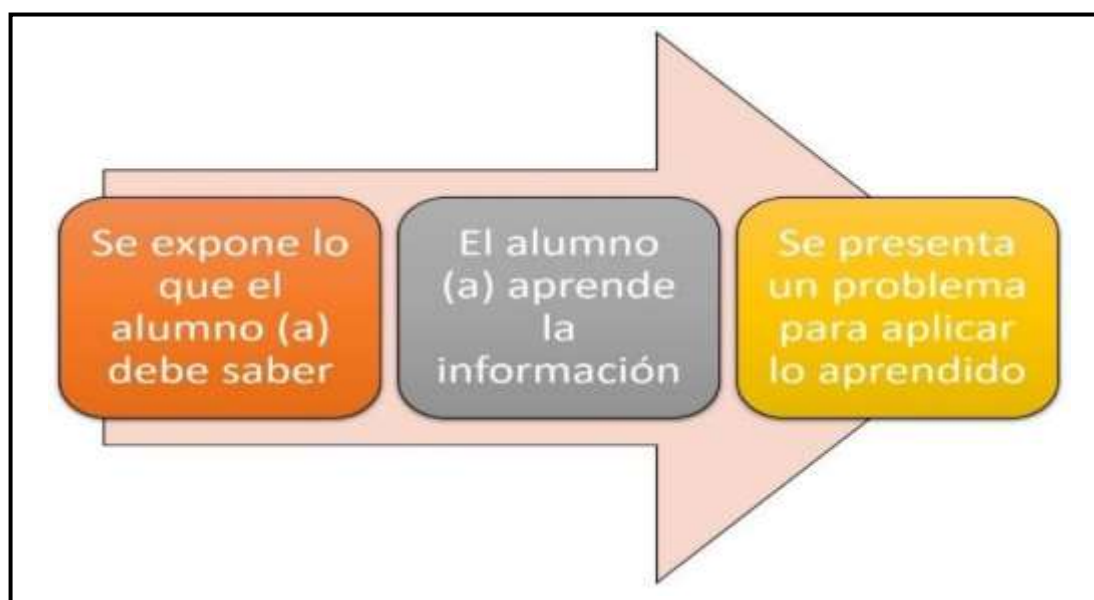 Se expone lo
que el
alumno (a)
debe saber
El alumno
(a) aprende
la
información
Se presenta
un problema
para aplicar
lo aprendido